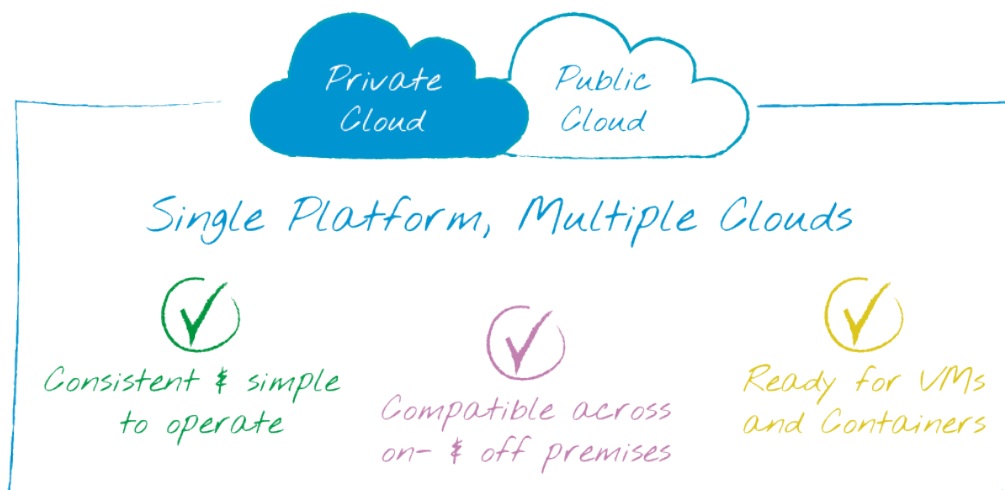 Private
Cloud
Public
Cloud
Single Platform, Multiple Clouds
Consistent & simple
to operate
Compatible across
on- & off premises
Ready for VMs
and Containers